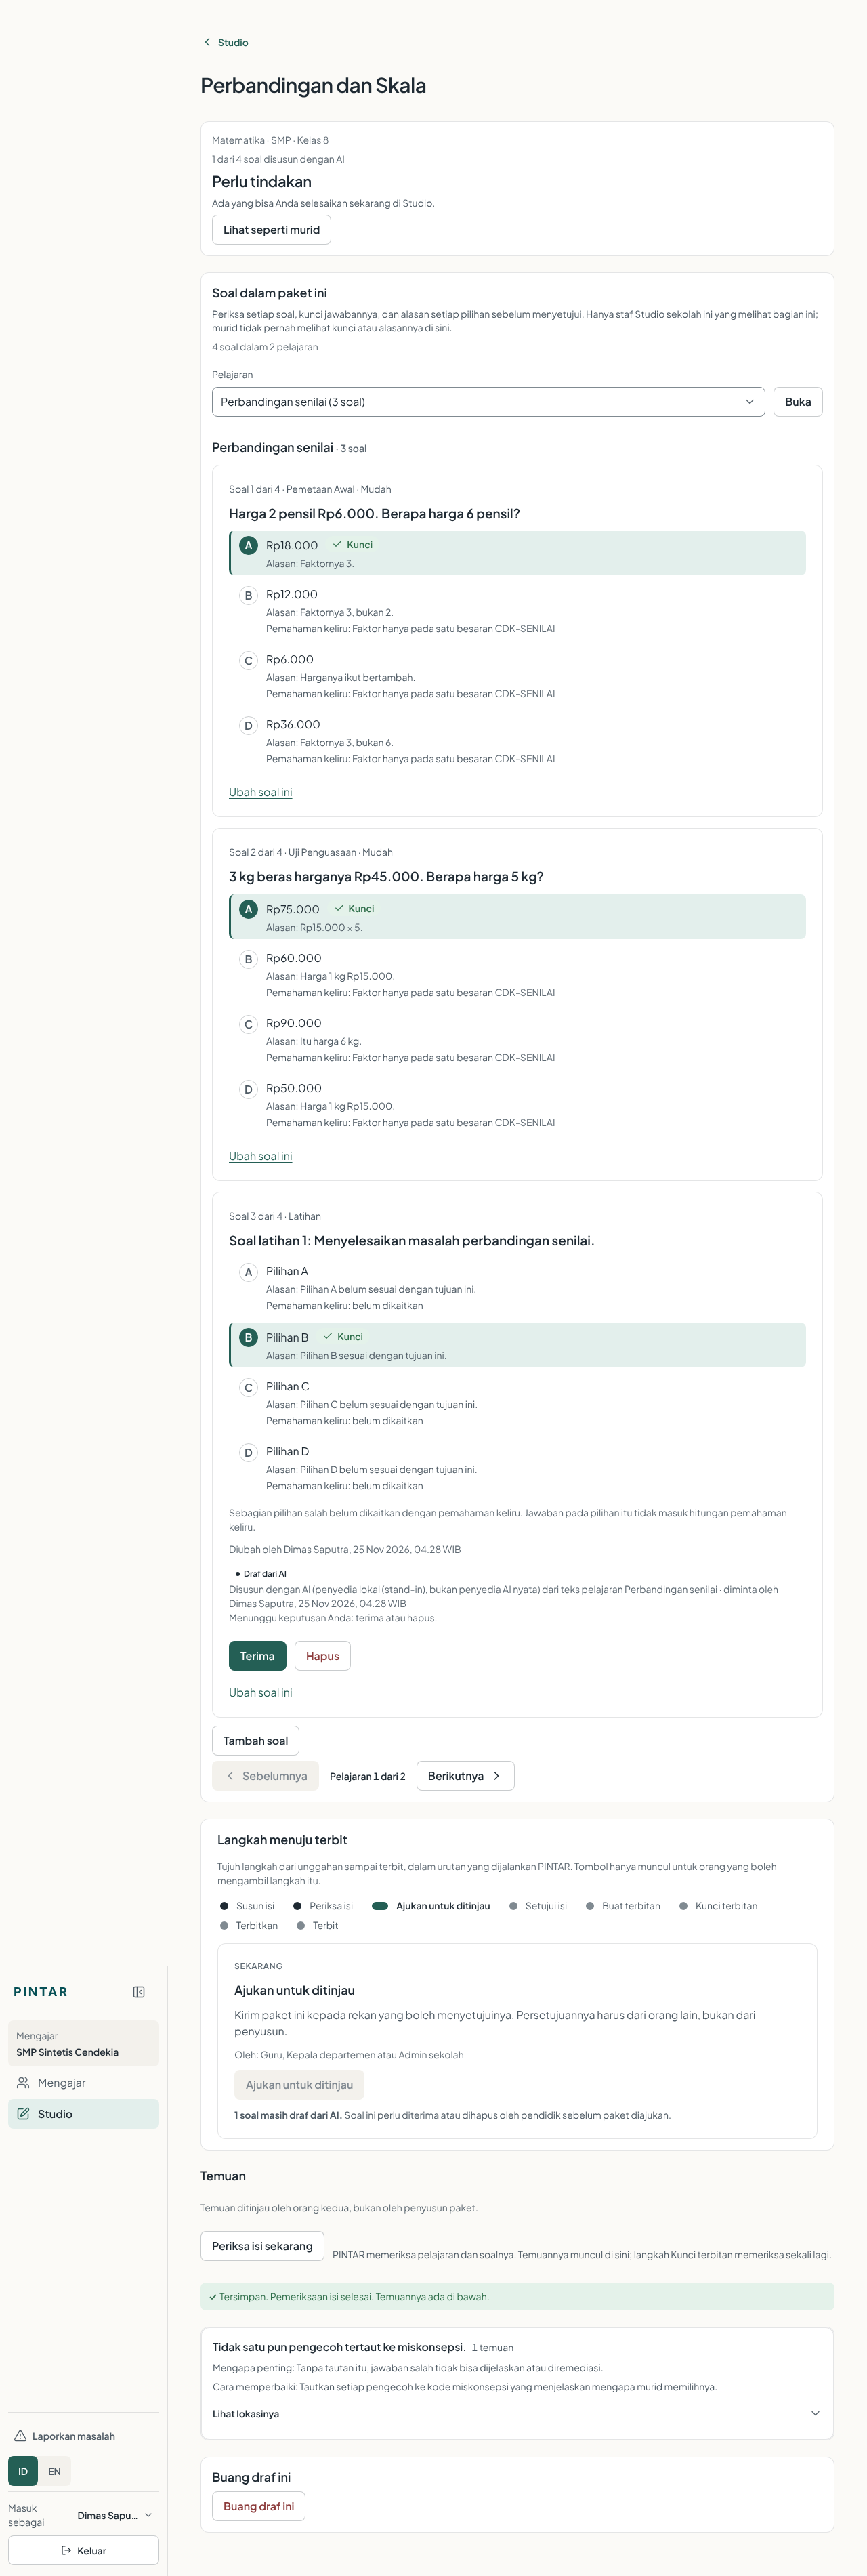 Studio
Perbandingan dan Skala
Matematika · SMP · Kelas 8
1 dari 4 soal disusun dengan AI
Perlu tindakan
Ada yang bisa Anda selesaikan sekarang di Studio.
Lihat seperti murid
Soal dalam paket ini
Periksa setiap soal, kunci jawabannya, dan alasan setiap pilihan sebelum menyetujui. Hanya staf Studio sekolah ini yang melihat bagian ini;
murid tidak pernah melihat kunci atau alasannya di sini.
4 soal dalam 2 pelajaran
Pelajaran
Perbandingan senilai (3 soal)
Buka
Perbandingan senilai · 3 soal
Soal 1 dari 4 · Pemetaan Awal · Mudah
Harga 2 pensil Rp6.000. Berapa harga 6 pensil?
A Rp18.000 Kunci
Alasan: Faktornya 3.
B Rp12.000
Alasan: Faktornya 3, bukan 2.
Pemahaman keliru: Faktor hanya pada satu besaran CDK-SENILAI
C Rp6.000
Alasan: Harganya ikut bertambah.
Pemahaman keliru: Faktor hanya pada satu besaran CDK-SENILAI
D Rp36.000
Alasan: Faktornya 3, bukan 6.
Pemahaman keliru: Faktor hanya pada satu besaran CDK-SENILAI
Ubah soal ini
Soal 2 dari 4 · Uji Penguasaan · Mudah
3 kg beras harganya Rp45.000. Berapa harga 5 kg?
A Rp75.000 Kunci
Alasan: Rp15.000 × 5.
B Rp60.000
Alasan: Harga 1 kg Rp15.000.
Pemahaman keliru: Faktor hanya pada satu besaran CDK-SENILAI
C Rp90.000
Alasan: Itu harga 6 kg.
Pemahaman keliru: Faktor hanya pada satu besaran CDK-SENILAI
D Rp50.000
Alasan: Harga 1 kg Rp15.000.
Pemahaman keliru: Faktor hanya pada satu besaran CDK-SENILAI
Ubah soal ini
Soal 3 dari 4 · Latihan
Soal latihan 1: Menyelesaikan masalah perbandingan senilai.
A Pilihan A
Alasan: Pilihan A belum sesuai dengan tujuan ini.
Pemahaman keliru: belum dikaitkan
B Pilihan B Kunci
Alasan: Pilihan B sesuai dengan tujuan ini.
C Pilihan C
Alasan: Pilihan C belum sesuai dengan tujuan ini.
Pemahaman keliru: belum dikaitkan
D Pilihan D
Alasan: Pilihan D belum sesuai dengan tujuan ini.
Pemahaman keliru: belum dikaitkan
Sebagian pilihan salah belum dikaitkan dengan pemahaman keliru. Jawaban pada pilihan itu tidak masuk hitungan pemahaman
keliru.
Diubah oleh Dimas Saputra, 25 Nov 2026, 04.28 WIB
Draf dari AI
Disusun dengan AI (penyedia lokal (stand-in), bukan penyedia AI nyata) dari teks pelajaran Perbandingan senilai · diminta oleh
Dimas Saputra, 25 Nov 2026, 04.28 WIB
Menunggu keputusan Anda: terima atau hapus.
Terima
Hapus
Ubah soal ini
Tambah soal
Sebelumnya
Pelajaran 1 dari 2
Berikutnya
Langkah menuju terbit
Tujuh langkah dari unggahan sampai terbit, dalam urutan yang dijalankan PINTAR. Tombol hanya muncul untuk orang yang boleh
mengambil langkah itu.
Susun isi Periksa isi Ajukan untuk ditinjau Setujui isi Buat terbitan Kunci terbitan
Terbitkan Terbit
SEKARANG
Ajukan untuk ditinjau
Kirim paket ini kepada rekan yang boleh menyetujuinya. Persetujuannya harus dari orang lain, bukan dari
penyusun.
Oleh: Guru, Kepala departemen atau Admin sekolah
Ajukan untuk ditinjau
1 soal masih draf dari AI. Soal ini perlu diterima atau dihapus oleh pendidik sebelum paket diajukan.
Temuan
Temuan ditinjau oleh orang kedua, bukan oleh penyusun paket.
Periksa isi sekarang
PINTAR memeriksa pelajaran dan soalnya. Temuannya muncul di sini; langkah Kunci terbitan memeriksa sekali lagi.
✓ Tersimpan. Pemeriksaan isi selesai. Temuannya ada di bawah.
Tidak satu pun pengecoh tertaut ke miskonsepsi. 1 temuan
Mengapa penting: Tanpa tautan itu, jawaban salah tidak bisa dijelaskan atau diremediasi.
Cara memperbaiki: Tautkan setiap pengecoh ke kode miskonsepsi yang menjelaskan mengapa murid memilihnya.
Lihat lokasinya
Buang draf ini
Buang draf ini
PINTAR
Mengajar
SMP Sintetis Cendekia
Mengajar
Studio
Laporkan masalah
ID EN
Masuk
sebagai
Dimas Sapu...
Keluar